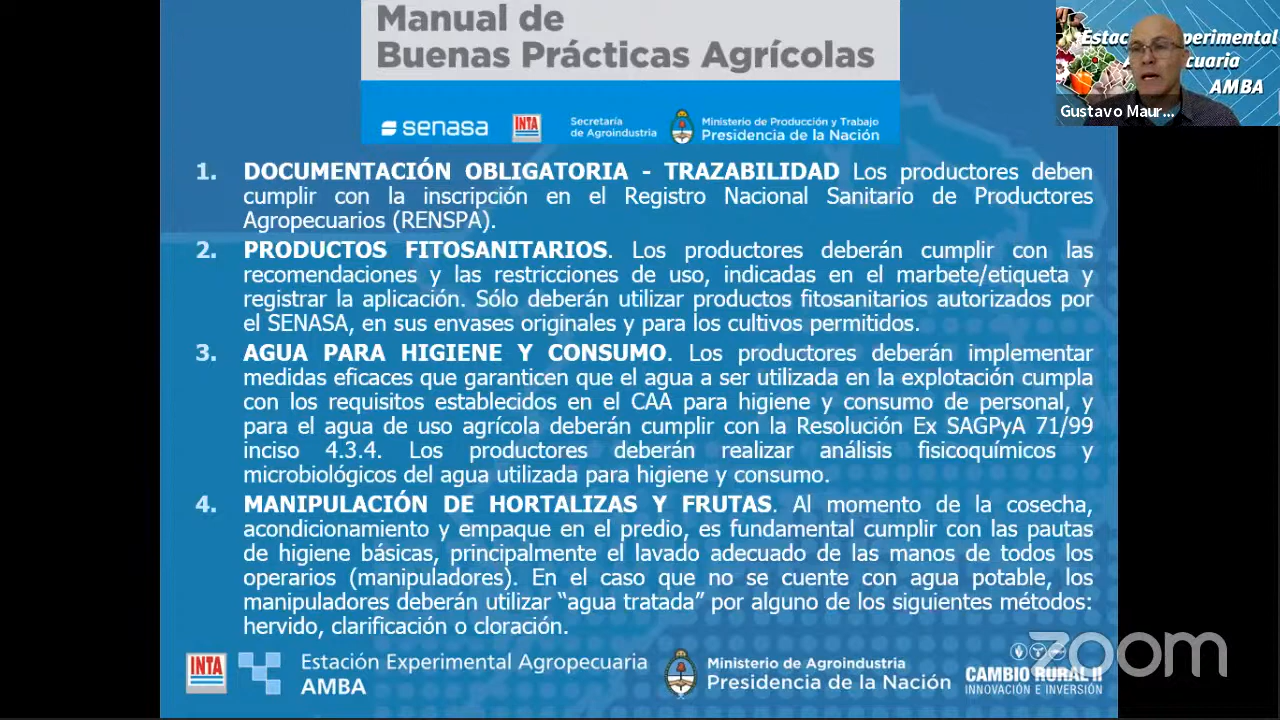 Manual de
Buenas Prácticas Agrícolas
senasa
INTA
Secretaría
de Agroindustria
Ministerio de Producción y Trabajo
Presidencia de la Nación
Estació perimental
A cuaria
AMBA
Gustavo Maur...
1. DOCUMENTACIÓN OBLIGATORIA - TRAZABILIDAD Los productores deben
cumplir con la inscripción en el Registro Nacional Sanitario de Productores
Agropecuarios (RENSPA).
2. PRODUCTOS FITOSANITARIOS. Los productores deberán cumplir con las
recomendaciones y las restricciones de uso, indicadas en el marbete/etiqueta y
registrar la aplicación. Sólo deberán utilizar productos fitosanitarios autorizados por
el SENASA, en sus envases originales y para los cultivos permitidos.
3. AGUA PARA HIGIENE Y CONSUMO. Los productores deberán implementar
medidas eficaces que garanticen que el agua a ser utilizada en la explotación cumpla
con los requisitos establecidos en el CAA para higiene y consumo de personal, y
para el agua de uso agrícola deberán cumplir con la Resolución Ex SAGPyA 71/99
inciso 4.3.4. Los productores deberán realizar análisis fisicoquímicos y
microbiológicos del agua utilizada para higiene y consumo.
4. MANIPULACIÓN DE HORTALIZAS Y FRUTAS. Al momento de la cosecha,
acondicionamiento y empaque en el predio, es fundamental cumplir con las pautas
de higiene básicas, principalmente el lavado adecuado de las manos de todos los
operarios (manipuladores). En el caso que no se cuente con agua potable, los
manipuladores deberán utilizar “agua tratada” por alguno de los siguientes métodos:
hervido, clarificación o cloración.
INTA
Estación Experimental Agropecuaria
AMBA
Ministerio de Agroindustria
Presidencia de la Nación
CAMBIO RURAL II
INNOVACIÓN E INVERSIÓN
zoom